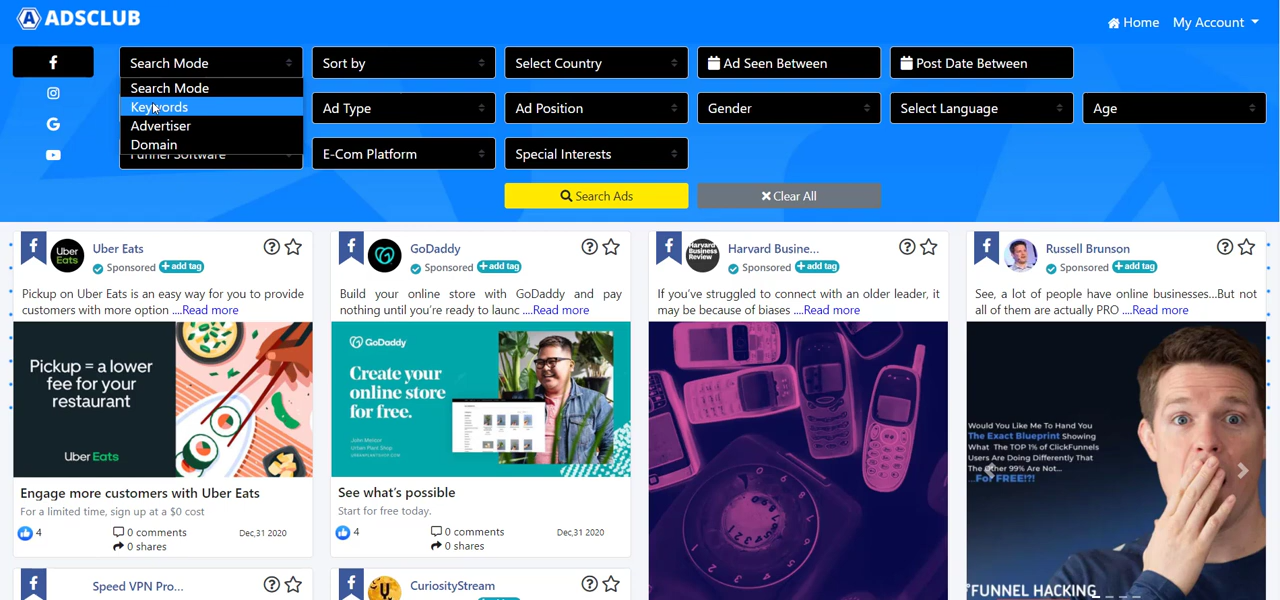 ADSCLUB
Home My Account
Search Mode
Sort by
Select Country
Ad Seen Between
Post Date Between
Search Mode
Keywords
Advertiser
Domain
Ad Type
Ad Position
Gender
Select Language
Age
Funnel Software
E-Com Platform
Special Interests
Search Ads
Clear All
Uber Eats
Uber Eats
Sponsored + add tag
Pickup on Uber Eats is an easy way for you to provide
customers with more option ....Read more
Pickup = a lower
fee for your
restaurant
Uber Eats
Engage more customers with Uber Eats
For a limited time, sign up at a $0 cost
4
0 comments
0 shares
Dec,31 2020
GoDaddy
Sponsored + add tag
Build your online store with GoDaddy and pay
nothing until you're ready to launc ....Read more
GoDaddy
Create your
online store
for free.
See what's possible
Start for free today.
4
0 comments
0 shares
Dec,31 2020
Harvard
Business
Review
Harvard Busine...
Sponsored + add tag
If you've struggled to connect with an older leader, it
may be because of biases ....Read more
Russell Brunson
Sponsored + add tag
See, a lot of people have online businesses...But not
all of them are actually PRO ....Read more
Would You Like Me To Hand You
The Exact Blueprint Showing
What The TOP 1% of ClickFunnels
Users Are Doing Differently That
The Other 99% Are Not...
...For FREE!?!
"FUNNEL HACKING
Speed VPN Pro...
CuriosityStream